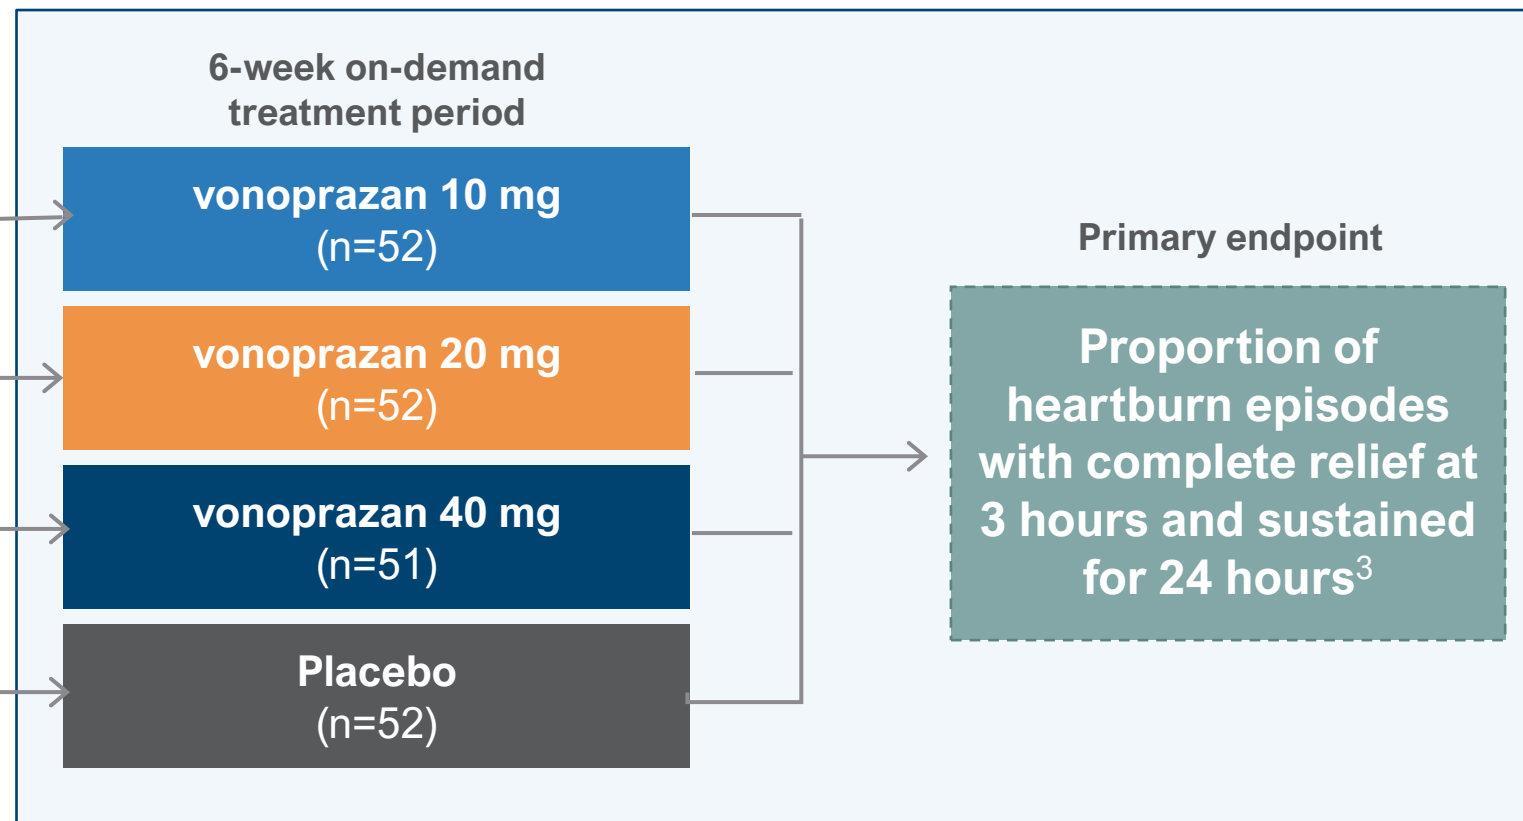 6-week on-demand
treatment period
vonoprazan 10 mg
(n=52)
vonoprazan 20 mg
(n=52)
vonoprazan 40 mg
(n=51)
Placebo
(n=52)
Primary endpoint
Proportion of
heartburn episodes
with complete relief at
3 hours and sustained
for 24 hours³